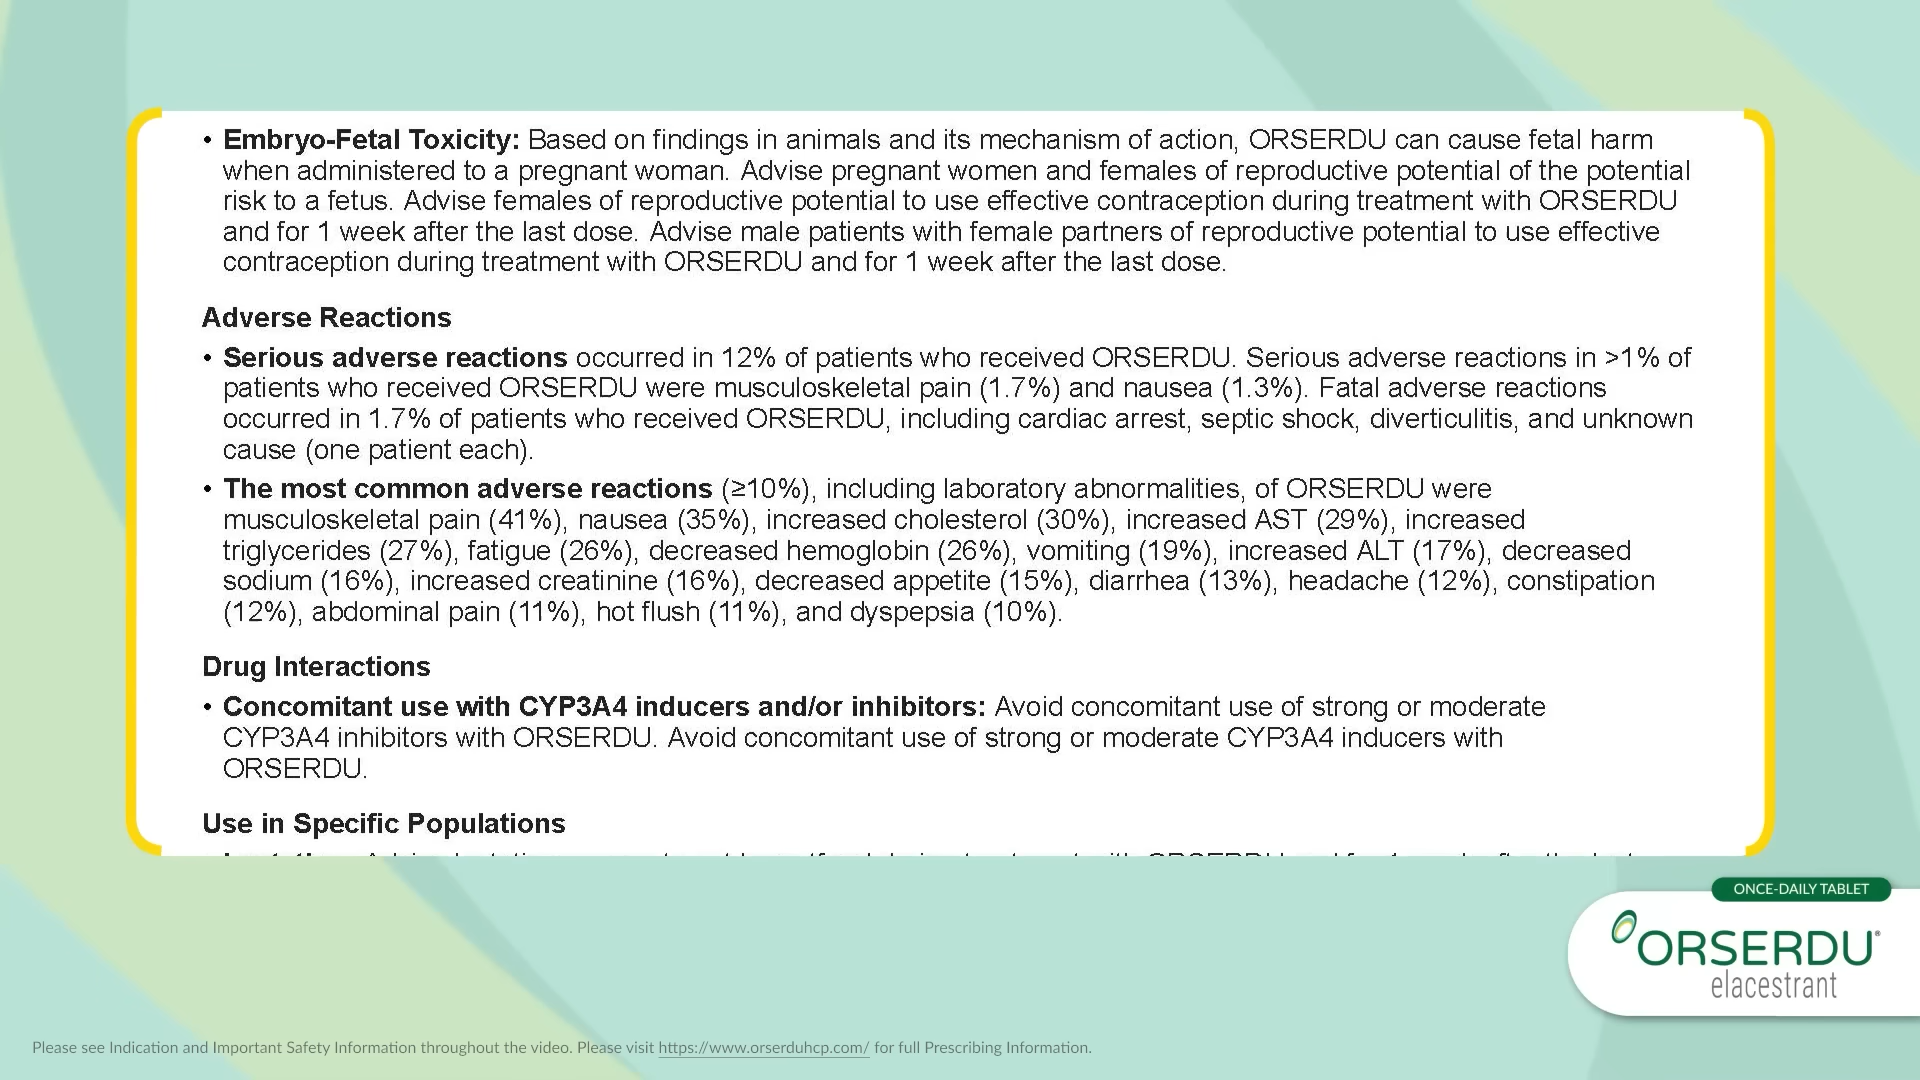 • Embryo-Fetal Toxicity: Based on findings in animals and its mechanism of action, ORSERDU can cause fetal harm
when administered to a pregnant woman. Advise pregnant women and females of reproductive potential of the potential
risk to a fetus. Advise females of reproductive potential to use effective contraception during treatment with ORSERDU
and for 1 week after the last dose. Advise male patients with female partners of reproductive potential to use effective
contraception during treatment with ORSERDU and for 1 week after the last dose.
Adverse Reactions
• Serious adverse reactions occurred in 12% of patients who received ORSERDU. Serious adverse reactions in >1% of
patients who received ORSERDU were musculoskeletal pain (1.7%) and nausea (1.3%). Fatal adverse reactions
occurred in 1.7% of patients who received ORSERDU, including cardiac arrest, septic shock, diverticulitis, and unknown
cause (one patient each).
• The most common adverse reactions (≥10%), including laboratory abnormalities, of ORSERDU were
musculoskeletal pain (41%), nausea (35%), increased cholesterol (30%), increased AST (29%), increased
triglycerides (27%), fatigue (26%), decreased hemoglobin (26%), vomiting (19%), increased ALT (17%), decreased
sodium (16%), increased creatinine (16%), decreased appetite (15%), diarrhea (13%), headache (12%), constipation
(12%), abdominal pain (11%), hot flush (11%), and dyspepsia (10%).
Drug Interactions
• Concomitant use with CYP3A4 inducers and/or inhibitors: Avoid concomitant use of strong or moderate
CYP3A4 inhibitors with ORSERDU. Avoid concomitant use of strong or moderate CYP3A4 inducers with
ORSERDU.
Use in Specific Populations
ONCE-DAILY TABLET
ORSERDU®
elacestrant
Please see Indication and Important Safety Information throughout the video. Please visit https://www.orserduhcp.com/ for full Prescribing Information.